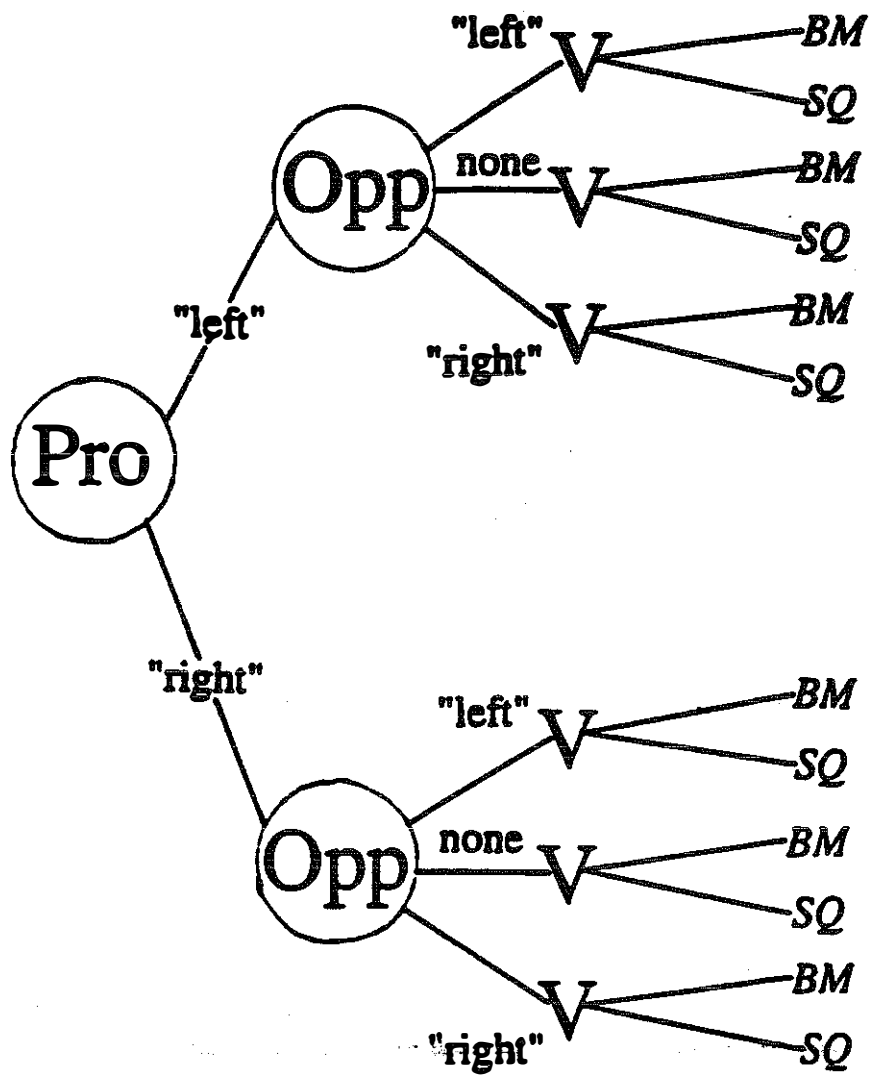 "left" V BM
SQ
Opp none V BM
SQ
"left"
"right" V BM
SQ
Pro
"right"
"left" V BM
SQ
Opp none V BM
SQ
V BM
"right" SQ